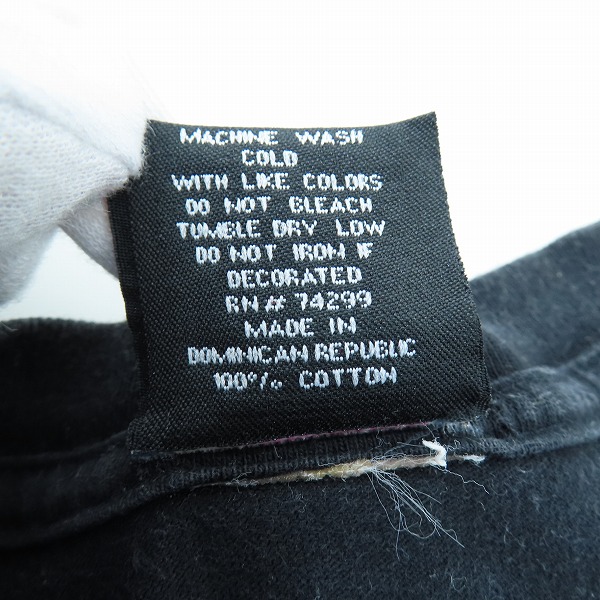 MACHINE WASH
COLD
WITH LIKE COLORS
DO NOT BLEACH
TUMBLE DRY LOW
DO NOT IRON IF
DECORATED
RN# 74299
MADE IN
DOMINICAN REPUBLIC
100% COTTON